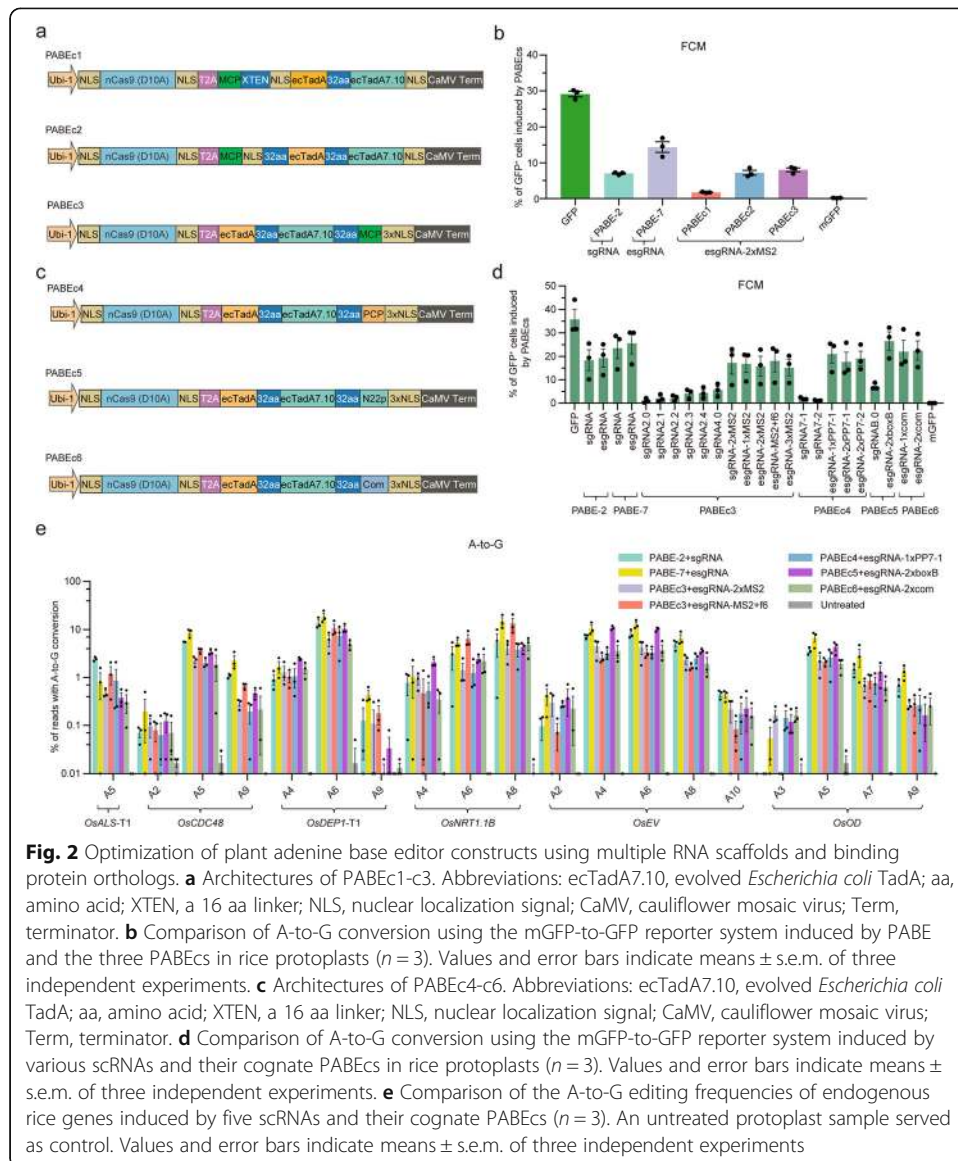 a
PABEc1
Ubi-1 NLS nCas9 (D10A) NLS T2A MCP XTEN NLS ecTadA 32aa ecTadA7.10 NLS CaMV Term
PABEc2
Ubi-1 NLS nCas9 (D10A) NLS T2A MCP NLS 32aa ecTadA 32aa ecTadA7.10 NLS CaMV Term
PABEc3
Ubi-1 NLS nCas9 (D10A) NLS T2A ecTadA 32aa ecTadA7.10 32aa MCP 3xNLS CaMV Term
b
FCM
% of GFP+ cells induced by PABEcs
40
30
20
10
0
GFP PABE-2 PABE-7 PABEc1 PABEc2 PABEc3 mGFP
sgRNA esgRNA esgRNA-2xMS2
c
PABEc4
Ubi-1 NLS nCas9 (D10A) NLS T2A ecTadA 32aa ecTadA7.10 32aa PCP 3xNLS CaMV Term
PABEc5
Ubi-1 NLS nCas9 (D10A) NLS T2A ecTadA 32aa ecTadA7.10 32aa N22p 3xNLS CaMV Term
PABEc6
Ubi-1 NLS nCas9 (D10A) NLS T2A ecTadA 32aa ecTadA7.10 32aa Com 3xNLS CaMV Term
d
FCM
% of GFP+ cells induced
by PABEcs
50
40
30
20
10
0
GFP sgRNA esgRNA sgRNA esgRNA sgRNA2.0 sgRNA2.1 sgRNA2.2 sgRNA2.3 sgRNA2.4 sgRNA4.0 sgRNA-2xMS2 esgRNA-1xMS2 esgRNA-2xMS2 esgRNA-MS2+f6 esgRNA-3xMS2 sgRNA7-1 sgRNA7-2 esgRNA-1xPP7-1 esgRNA-2xPP7-1 esgRNA-2xPP7-2 sgRNAB.0 esgRNA-2xboxB esgRNA-1xcom esgRNA-2xcom mGFP
PABE-2 PABE-7 PABEc3 PABEc4 PABEc5 PABEc6
e
A-to-G
PABE-2+sgRNA PABEc4+esgRNA-1xPP7-1
PABE-7+esgRNA PABEc5+esgRNA-2xboxB
PABEc3+esgRNA-2xMS2 PABEc6+esgRNA-2xcom
PABEc3+esgRNA-MS2+f6 Untreated
% of reads with A-to-G conversion
100
10
1
0.1
0.01
A5 A2 A5 A9 A4 A6 A9 A4 A6 A8 A2 A4 A6 A8 A10 A3 A5 A7 A9
OsALS-T1 OsCDC48 OsDEP1-T1 OsNRT1.1B OsEV OsOD
Fig. 2 Optimization of plant adenine base editor constructs using multiple RNA scaffolds and binding
protein orthologs. a Architectures of PABEc1-c3. Abbreviations: ecTadA7.10, evolved Escherichia coli TadA; aa,
amino acid; XTEN, a 16 aa linker; NLS, nuclear localization signal; CaMV, cauliflower mosaic virus; Term,
terminator. b Comparison of A-to-G conversion using the mGFP-to-GFP reporter system induced by PABE
and the three PABEcs in rice protoplasts (n = 3). Values and error bars indicate means ± s.e.m. of three
independent experiments. c Architectures of PABEc4-c6. Abbreviations: ecTadA7.10, evolved Escherichia coli
TadA; aa, amino acid; XTEN, a 16 aa linker; NLS, nuclear localization signal; CaMV, cauliflower mosaic virus;
Term, terminator. d Comparison of A-to-G conversion using the mGFP-to-GFP reporter system induced by
various scRNAs and their cognate PABEcs in rice protoplasts (n = 3). Values and error bars indicate means ±
s.e.m. of three independent experiments. e Comparison of the A-to-G editing frequencies of endogenous
rice genes induced by five scRNAs and their cognate PABEcs (n = 3). An untreated protoplast sample served
as control. Values and error bars indicate means ± s.e.m. of three independent experiments